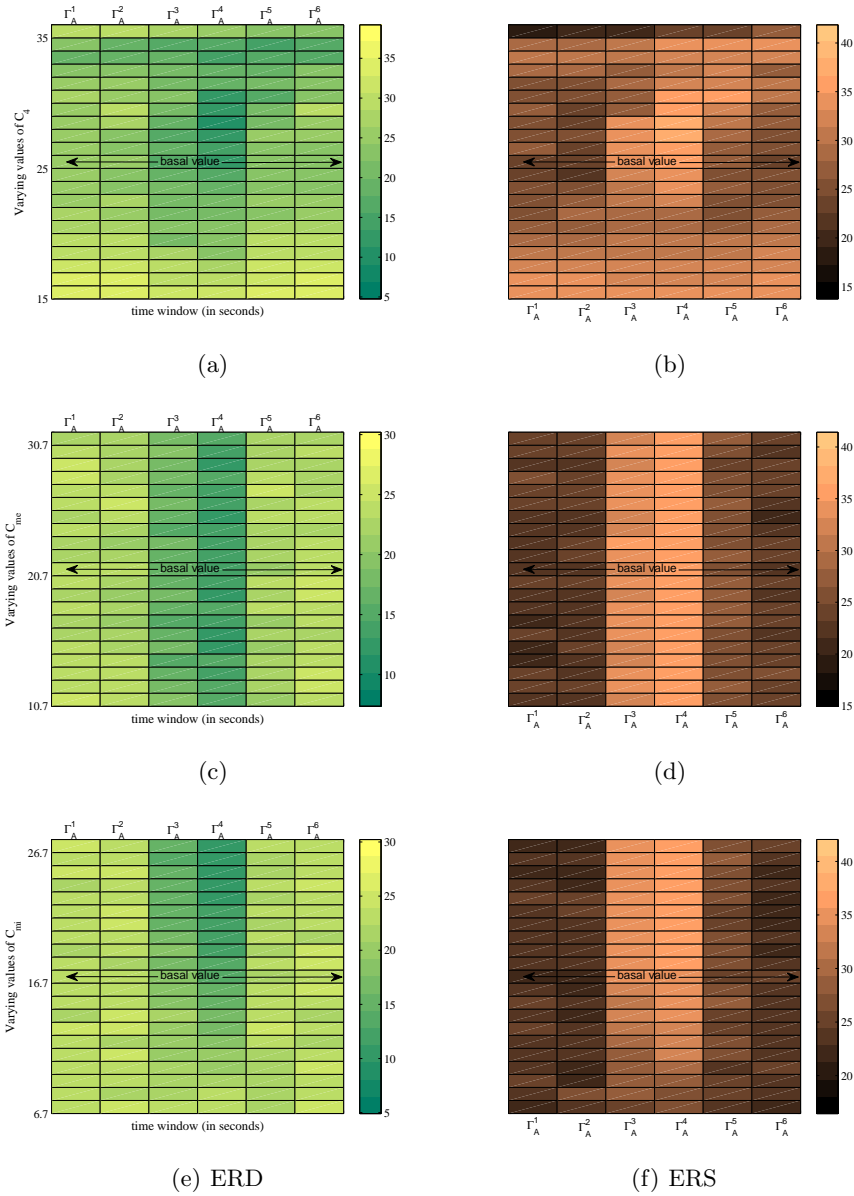 Γ_A^1 Γ_A^2 Γ_A^3 Γ_A^4 Γ_A^5 Γ_A^6
35
25
15
Varying values of C_4
basal value
time window (in seconds)
35
30
25
20
15
10
5
(a)
basal value
Γ_A^1 Γ_A^2 Γ_A^3 Γ_A^4 Γ_A^5 Γ_A^6
40
35
30
25
20
15
(b)
Γ_A^1 Γ_A^2 Γ_A^3 Γ_A^4 Γ_A^5 Γ_A^6
30.7
20.7
10.7
Varying values of C_me
basal value
time window (in seconds)
30
25
20
15
10
(c)
basal value
Γ_A^1 Γ_A^2 Γ_A^3 Γ_A^4 Γ_A^5 Γ_A^6
40
35
30
25
20
15
(d)
Γ_A^1 Γ_A^2 Γ_A^3 Γ_A^4 Γ_A^5 Γ_A^6
26.7
16.7
6.7
Varying values of C_mi
basal value
time window (in seconds)
30
25
20
15
10
5
(e) ERD
basal value
Γ_A^1 Γ_A^2 Γ_A^3 Γ_A^4 Γ_A^5 Γ_A^6
40
35
30
25
20
(f) ERS